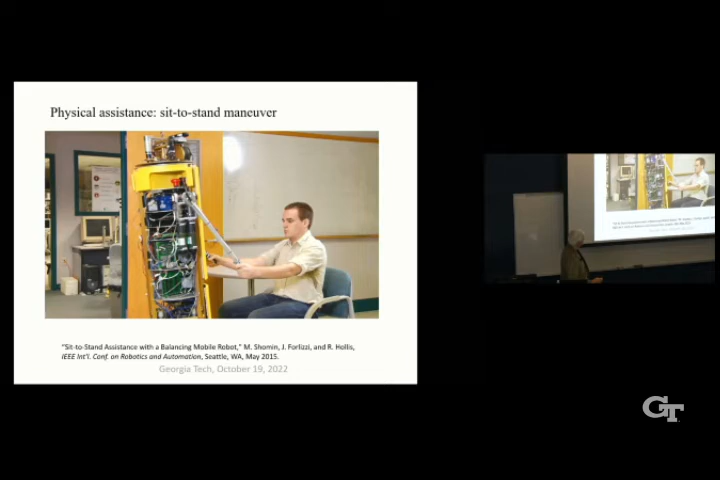 Physical assistance: sit-to-stand maneuver
"Sit-to-Stand Assistance with a Balancing Mobile Robot," M. Shomin, J. Forlizzi, and R. Hollis,
IEEE Int'l. Conf. on Robotics and Automation, Seattle, WA, May 2015.
Georgia Tech, October 19, 2022
GT